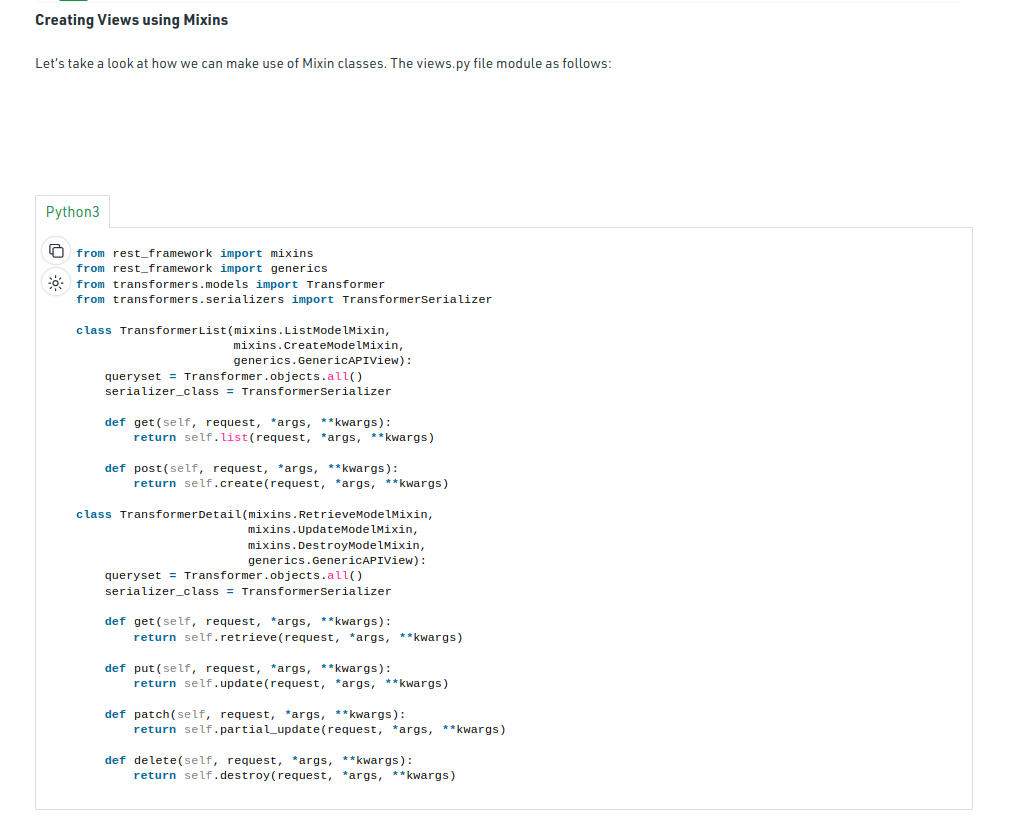 Creating Views using Mixins
Let's take a look at how we can make use of Mixin classes. The views.py file module as follows:
Python3
from rest_framework import mixins
from rest_framework import generics
from transformers.models import Transformer
from transformers.serializers import TransformerSerializer

class TransformerList(mixins.ListModelMixin,
                      mixins.CreateModelMixin,
                      generics.GenericAPIView):
    queryset = Transformer.objects.all()
    serializer_class = TransformerSerializer

    def get(self, request, *args, **kwargs):
        return self.list(request, *args, **kwargs)

    def post(self, request, *args, **kwargs):
        return self.create(request, *args, **kwargs)

class TransformerDetail(mixins.RetrieveModelMixin,
                        mixins.UpdateModelMixin,
                        mixins.DestroyModelMixin,
                        generics.GenericAPIView):
    queryset = Transformer.objects.all()
    serializer_class = TransformerSerializer

    def get(self, request, *args, **kwargs):
        return self.retrieve(request, *args, **kwargs)

    def put(self, request, *args, **kwargs):
        return self.update(request, *args, **kwargs)

    def patch(self, request, *args, **kwargs):
        return self.partial_update(request, *args, **kwargs)

    def delete(self, request, *args, **kwargs):
        return self.destroy(request, *args, **kwargs)